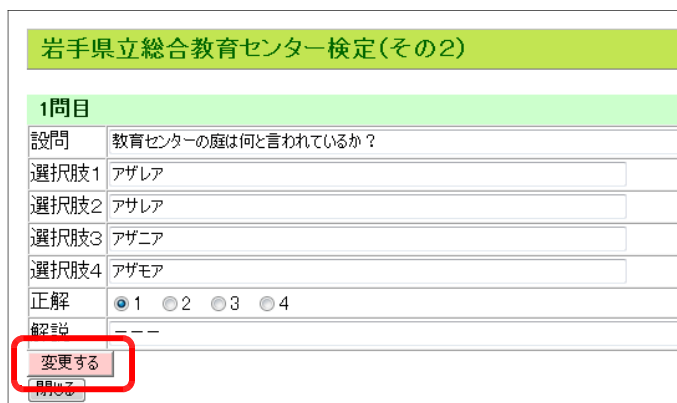 岩手県立総合教育センター検定(その2)
1問目
設問 教育センターの庭は何と言われているか?
選択肢1 アザレア
選択肢2 アサレア
選択肢3 アザニア
選択肢4 アザモア
正解 1 2 3 4
解説 ーーー
変更する
閉じる